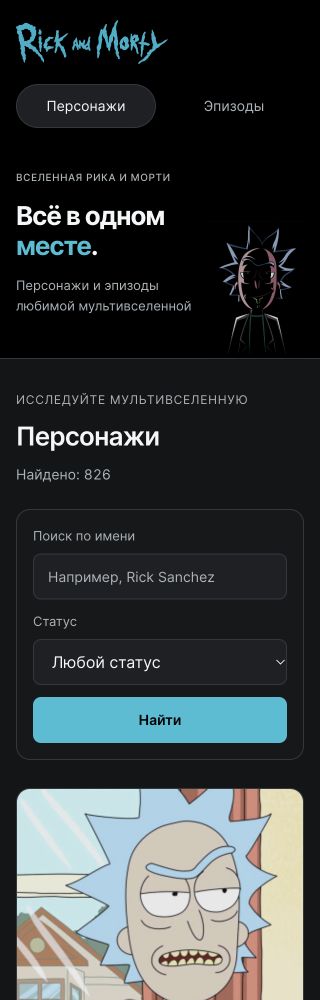 Rick and Morty
Персонажи
Эпизоды
ВСЕЛЕННАЯ РИКА И МОРТИ
Всё в одном
месте.
Персонажи и эпизоды
любимой мультивселенной
ИССЛЕДУЙТЕ МУЛЬТИВСЕЛЕННУЮ
Персонажи
Найдено: 826
Поиск по имени
Например, Rick Sanchez
Статус
Любой статус
Найти